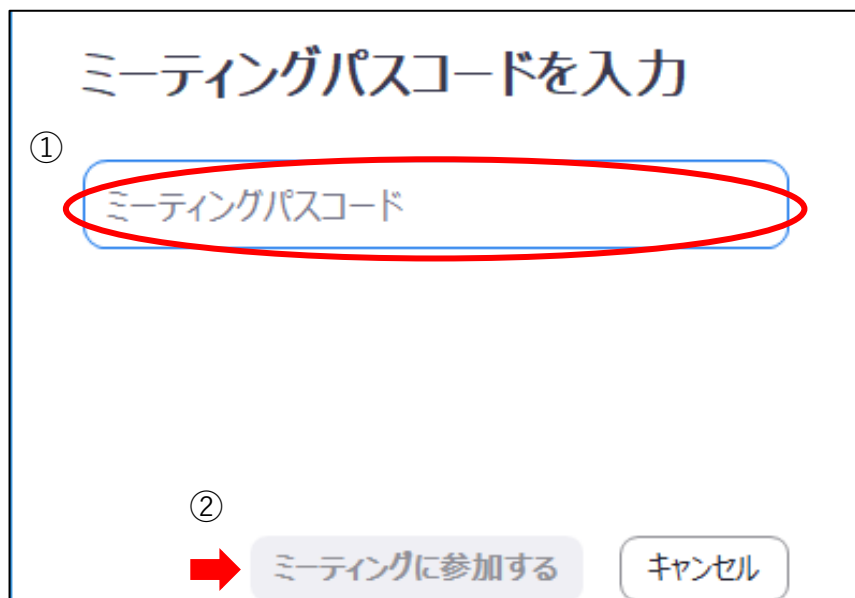 ミーティングパスコードを入力
①
ミーティングパスコード
②
ミーティングに参加する キャンセル